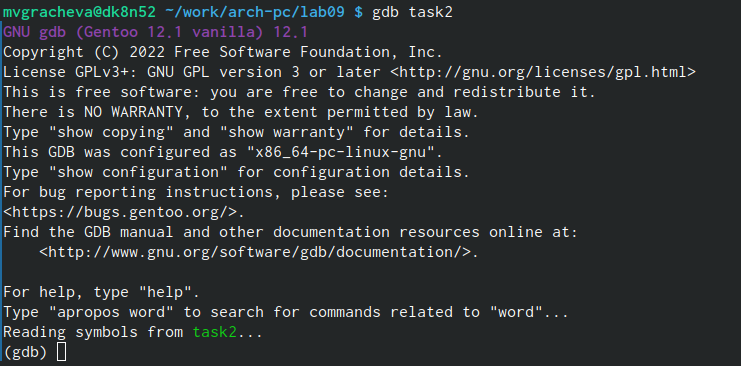 mvgracheva@dk8n52 ~/work/arch-pc/lab09 $ gdb task2
GNU gdb (Gentoo 12.1 vanilla) 12.1
Copyright (C) 2022 Free Software Foundation, Inc.
License GPLv3+: GNU GPL version 3 or later <http://gnu.org/licenses/gpl.html>
This is free software: you are free to change and redistribute it.
There is NO WARRANTY, to the extent permitted by law.
Type "show copying" and "show warranty" for details.
This GDB was configured as "x86_64-pc-linux-gnu".
Type "show configuration" for configuration details.
For bug reporting instructions, please see:
<https://bugs.gentoo.org/>.
Find the GDB manual and other documentation resources online at:
    <http://www.gnu.org/software/gdb/documentation/>.

For help, type "help".
Type "apropos word" to search for commands related to "word"...
Reading symbols from task2...
(gdb)